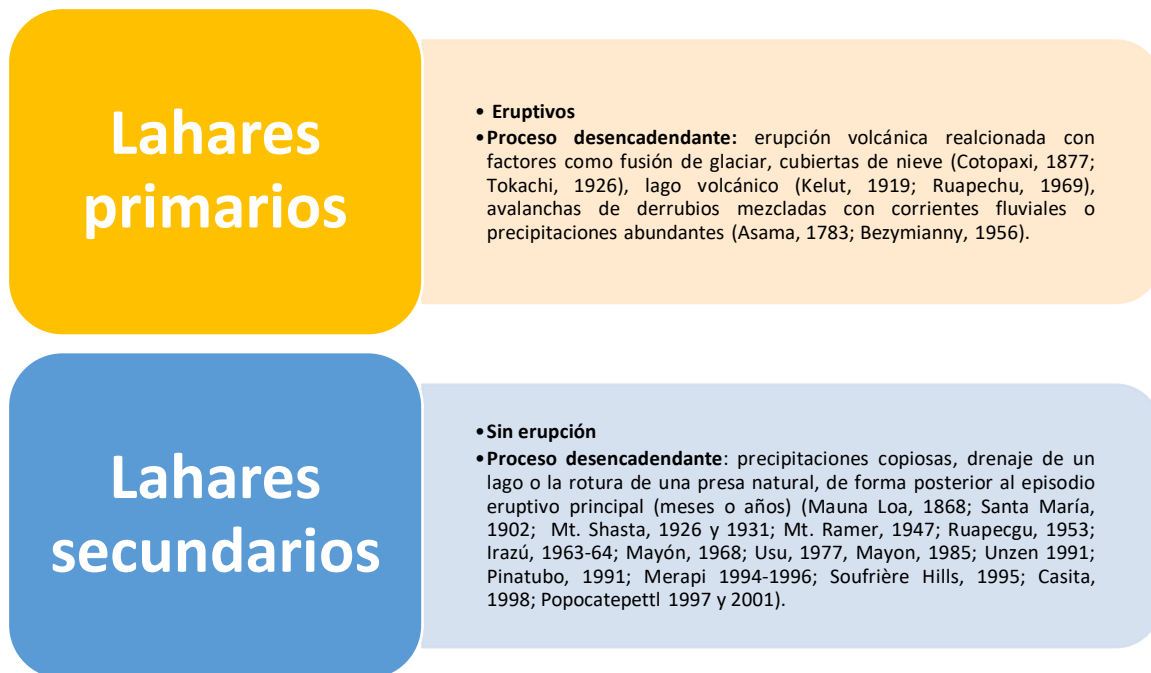 Lahares
primarios
• Eruptivos
•Proceso desencadendante: erupción volcánica realcionada con
factores como fusión de glaciar, cubiertas de nieve (Cotopaxi, 1877;
Tokachi, 1926), lago volcánico (Kelut, 1919; Ruapechu, 1969),
avalanchas de derrubios mezcladas con corrientes fluviales o
precipitaciones abundantes (Asama, 1783; Bezymianny, 1956).
Lahares
secundarios
•Sin erupción
•Proceso desencadendante: precipitaciones copiosas, drenaje de un
lago o la rotura de una presa natural, de forma posterior al episodio
eruptivo principal (meses o años) (Mauna Loa, 1868; Santa María,
1902; Mt. Shasta, 1926 y 1931; Mt. Ramer, 1947; Ruapecgu, 1953;
Irazú, 1963-64; Mayón, 1968; Usu, 1977, Mayon, 1985; Unzen 1991;
Pinatubo, 1991; Merapi 1994-1996; Soufrière Hills, 1995; Casita,
1998; Popocatepettl 1997 y 2001).